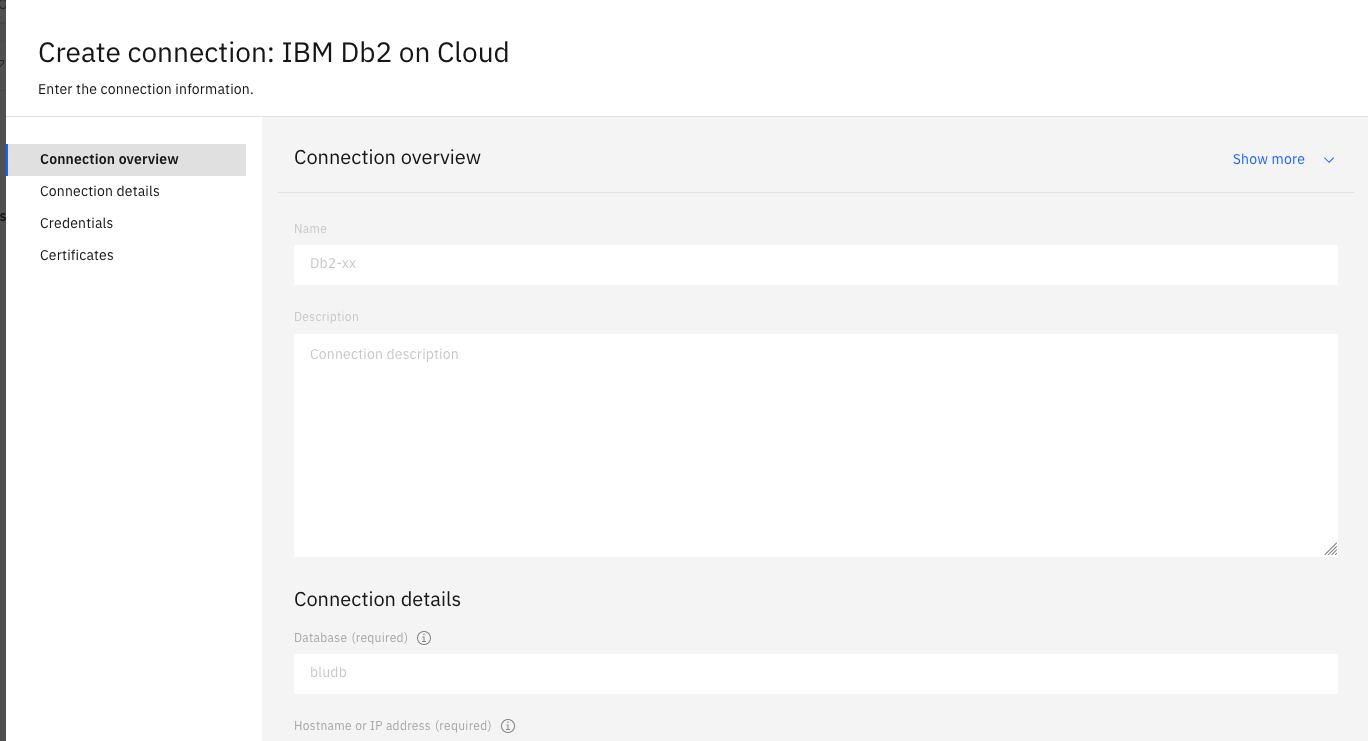 Create connection: IBM Db2 on Cloud
Enter the connection information.
Connection overview
Connection details
Credentials
Certificates
Connection overview
Show more
Name
Db2-xx
Description
Connection description
Connection details
Database (required)
bludb
Hostname or IP address (required)